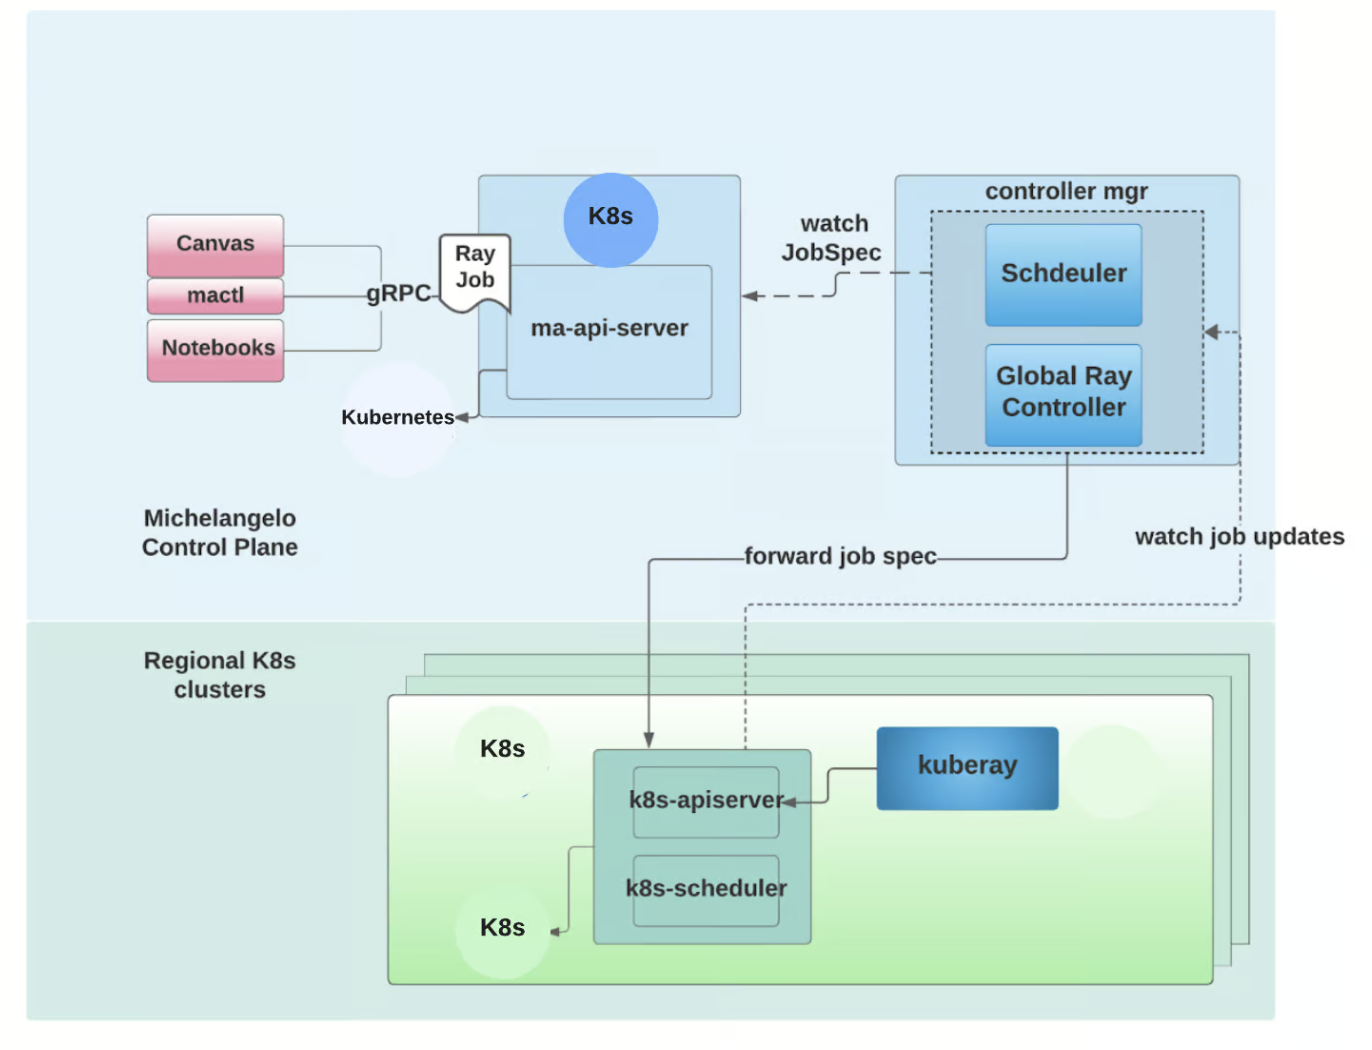 K8s
controller mgr
watch
JobSpec
Canvas
Ray
Job
Schdeuler
mactl
gRPC
ma-api-server
Notebooks
Global Ray
Controller
Kubernetes
Michelangelo
Control Plane
forward job spec
watch job updates
Regional K8s
clusters
K8s
kuberay
k8s-apiserver
k8s-scheduler
K8s